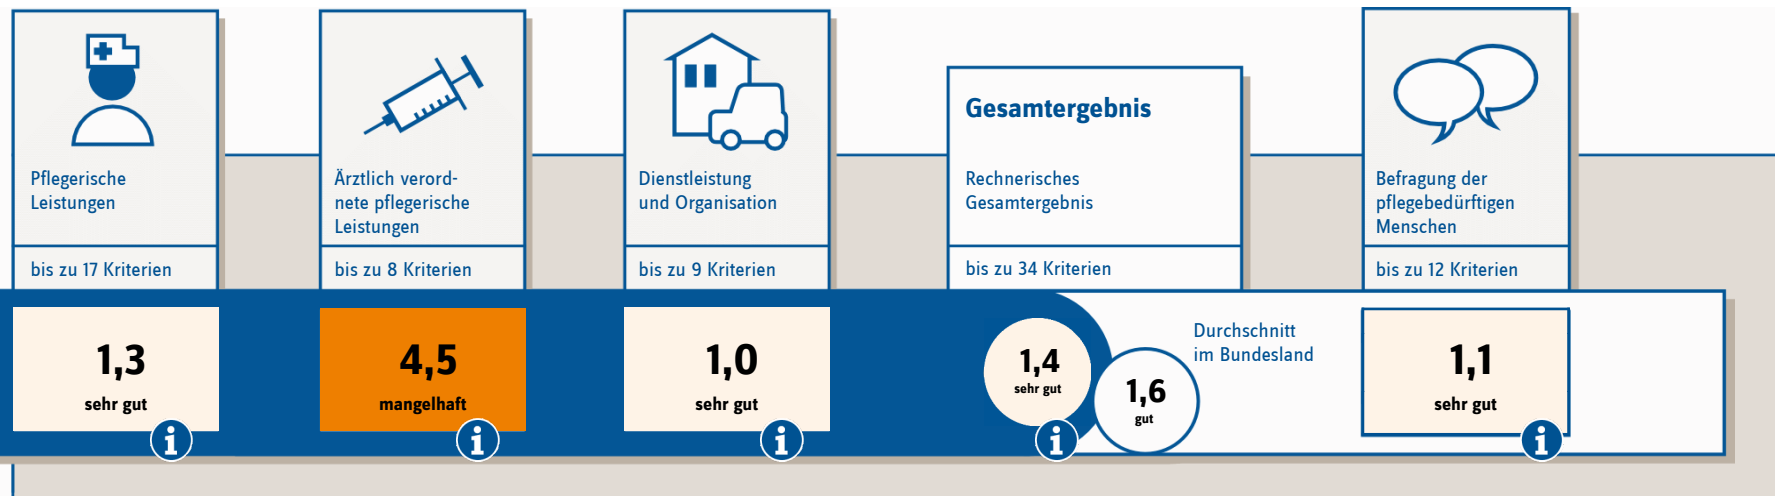 Pflegerische
Leistungen
bis zu 17 Kriterien
1,3
sehr gut
i
Ärztlich verord-
nete pflegerische
Leistungen
bis zu 8 Kriterien
4,5
mangelhaft
i
Dienstleistung
und Organisation
bis zu 9 Kriterien
1,0
sehr gut
i
Gesamtergebnis
Rechnerisches
Gesamtergebnis
bis zu 34 Kriterien
1,4
sehr gut
i
1,6
gut
Durchschnitt
im Bundesland
Befragung der
pflegebedürftigen
Menschen
bis zu 12 Kriterien
1,1
sehr gut
i